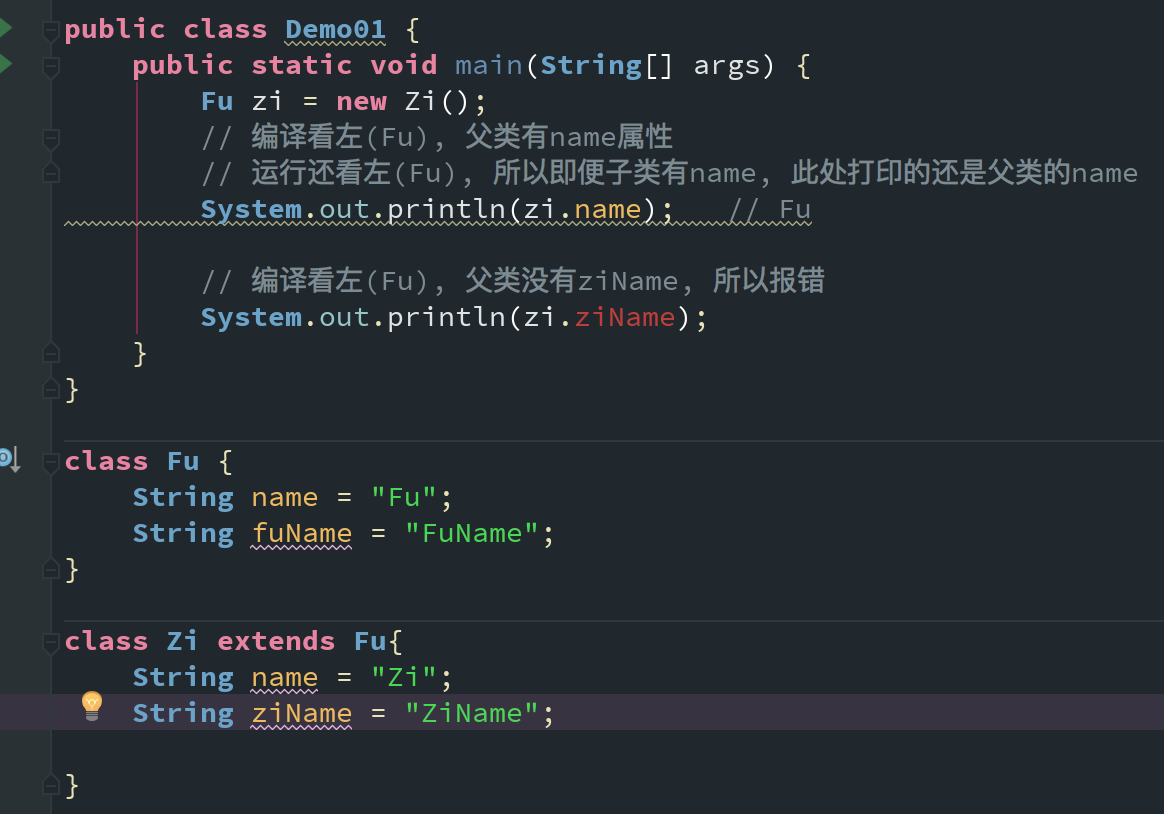 public class Demo01 {
    public static void main(String[] args) {
        Fu zi = new Zi();
        // 编译看左(Fu), 父类有name属性
        // 运行还看左(Fu), 所以即便子类有name, 此处打印的还是父类的name
        System.out.println(zi.name);   // Fu
        // 编译看左(Fu), 父类没有ziName, 所以报错
        System.out.println(zi.ziName);
    }
}
class Fu {
    String name = "Fu";
    String fuName = "FuName";
}
class Zi extends Fu{
    String name = "Zi";
    String ziName = "ZiName";
}